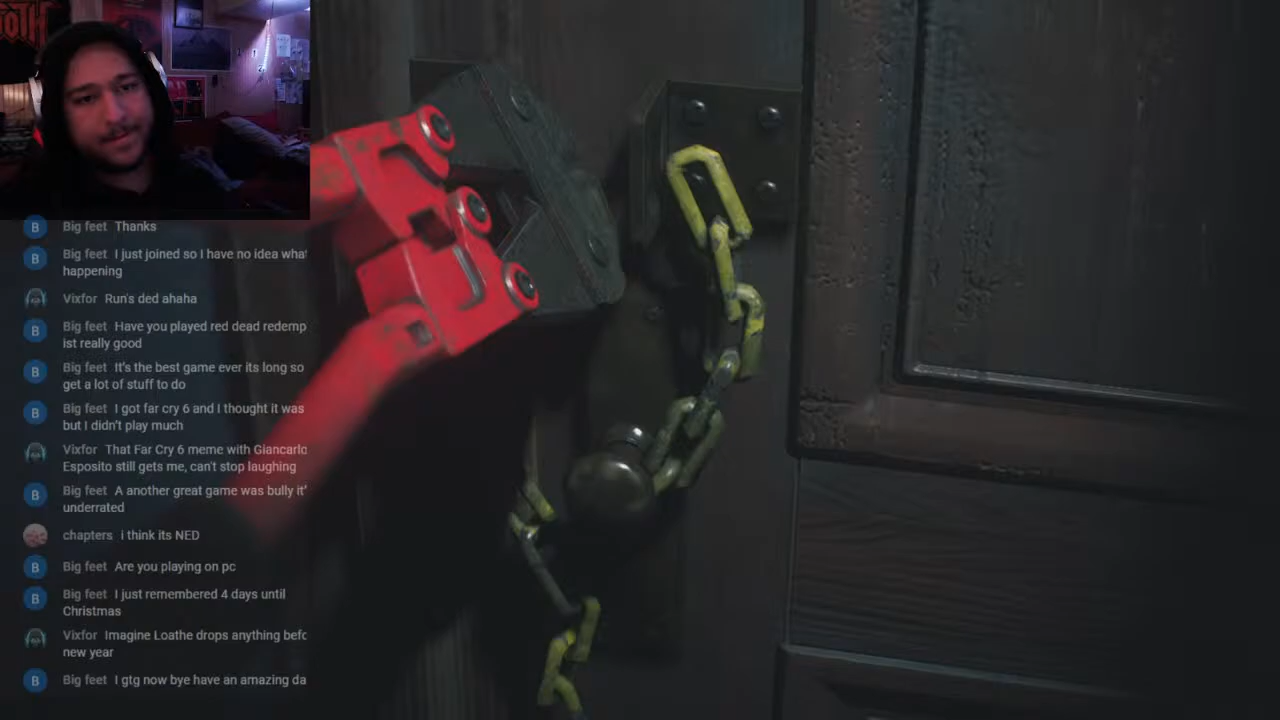 OTH
Big feet Thanks
Big feet I just joined so I have no idea what
happening
Vixfor Run's ded ahaha
Big feet Have you played red dead redemp
ist really good
Big feet It's the best game ever its long so
get a lot of stuff to do
Big feet I got far cry 6 and I thought it was
but I didn't play much
Vixfor That Far Cry 6 meme with Giancarlo
Esposito still gets me, can't stop laughing
Big feet A another great game was bully it'
underrated
chapters i think its NED
Big feet Are you playing on pc
Big feet I just remembered 4 days until
Christmas
Vixfor Imagine Loathe drops anything befo
new year
Big feet I gtg now bye have an amazing da